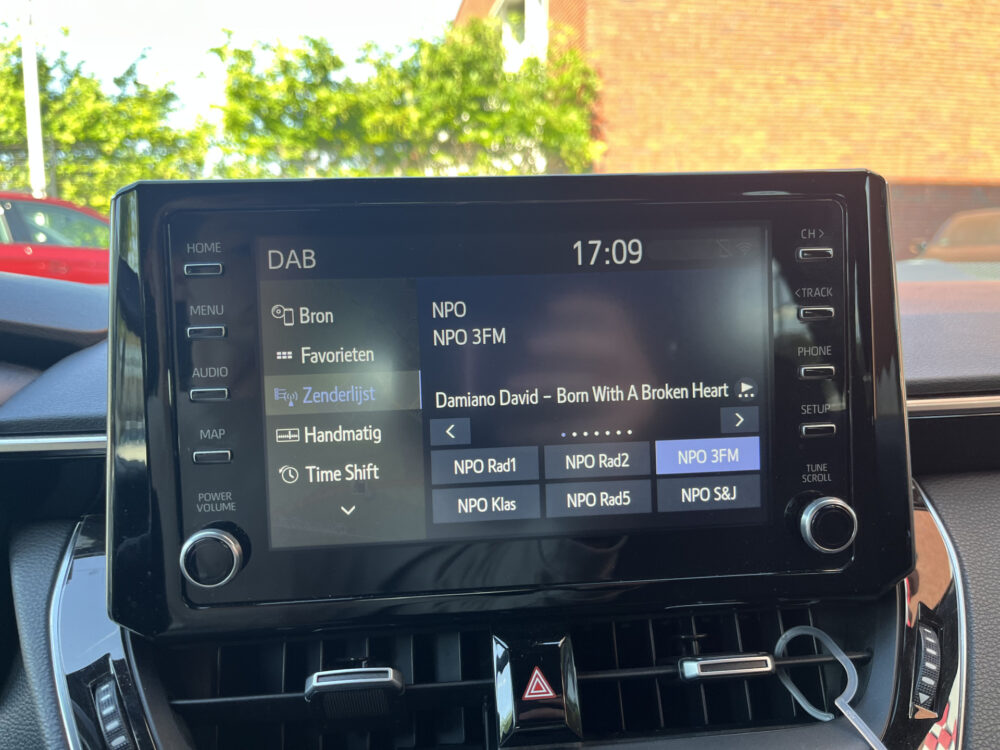 HOME
MENU
AUDIO
MAP
POWER
VOLUME
DAB
17:09
Bron
Favorieten
Zenderlijst
Handmatig
Time Shift
NPO
NPO 3FM
Damiano David – Born With A Broken Heart
NPO Rad1
NPO Rad2
NPO 3FM
NPO Klas
NPO Rad5
NPO S&J
CH >
< TRACK
PHONE
SETUP
TUNE
SCROLL